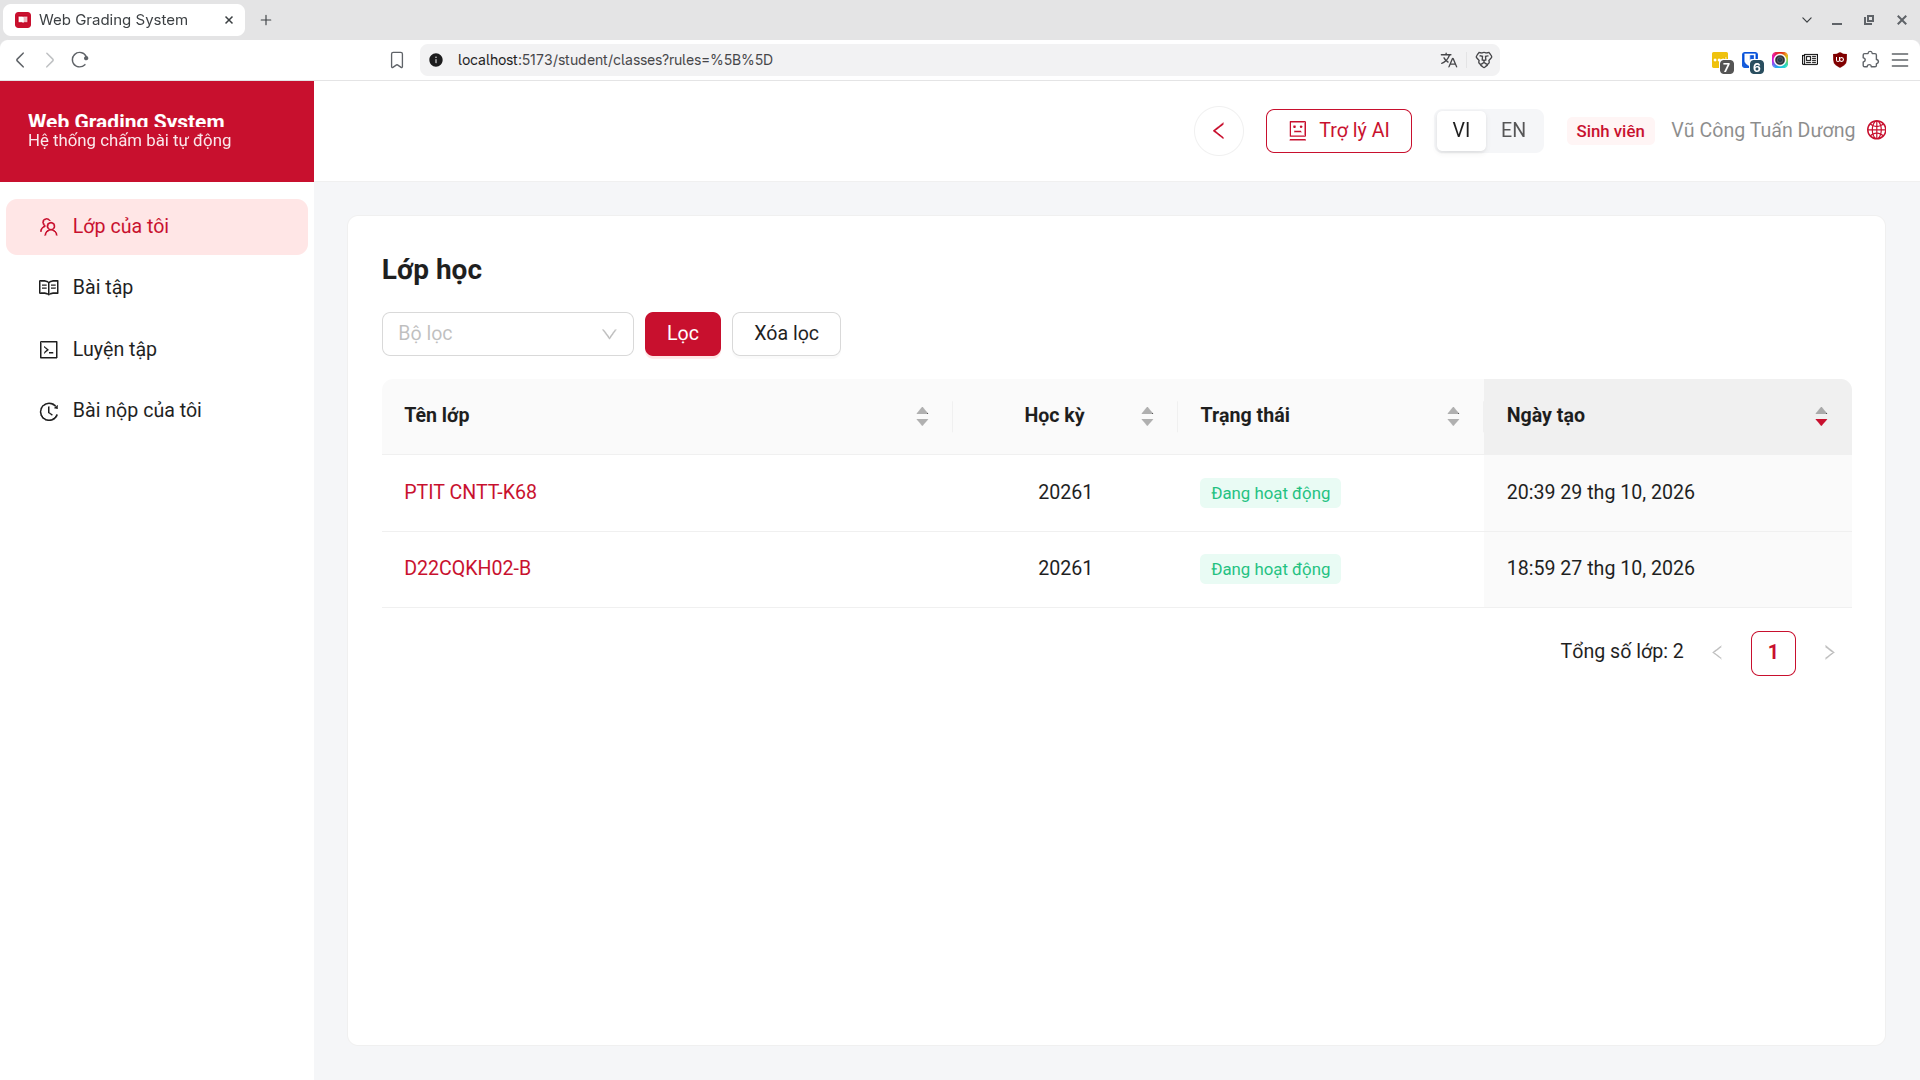 Web Grading System
localhost:5173/student/classes?rules=%5B%5D
7
6
Web Grading System
Hệ thống chấm bài tự động
Trợ lý AI
VI EN
Sinh viên
Vũ Công Tuấn Dương
Lớp của tôi
Bài tập
Luyện tập
Bài nộp của tôi
Lớp học
Bộ lọc Lọc Xóa lọc
Tên lớp Học kỳ Trạng thái Ngày tạo
PTIT CNTT-K68 20261 Đang hoạt động 20:39 29 thg 10, 2026
D22CQKH02-B 20261 Đang hoạt động 18:59 27 thg 10, 2026
Tổng số lớp: 2 1